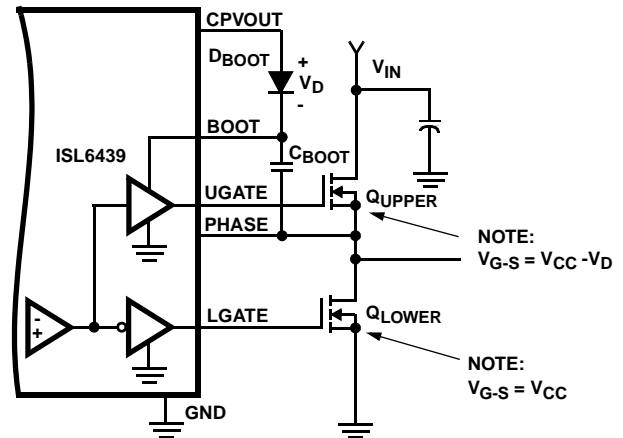 CPVOUT
DBOOT
+
VD
-
VIN
BOOT
ISL6439
CBOOT
UGATE
QUPPER
PHASE
NOTE:
VG-S = VCC -VD
-
+
LGATE
QLOWER
NOTE:
VG-S = VCC
GND